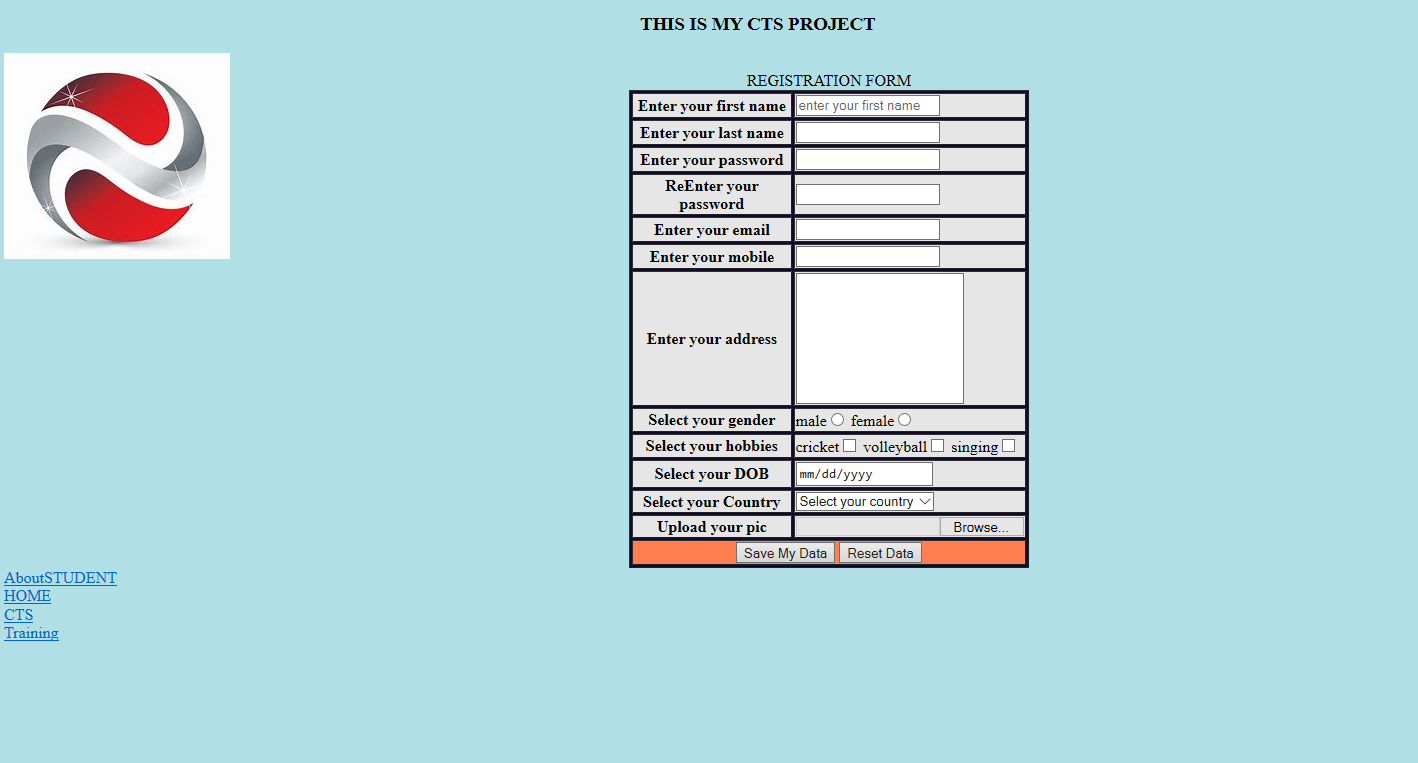 THIS IS MY CTS PROJECT
REGISTRATION FORM
Enter your first name enter your first name
Enter your last name
Enter your password
ReEnter your
password
Enter your email
Enter your mobile
Enter your address
Select your gender male female
Select your hobbies cricket volleyball singing
Select your DOB mm/dd/yyyy
Select your Country Select your country
Upload your pic Browse...
Save My Data Reset Data
AboutSTUDENT
HOME
CTS
Training